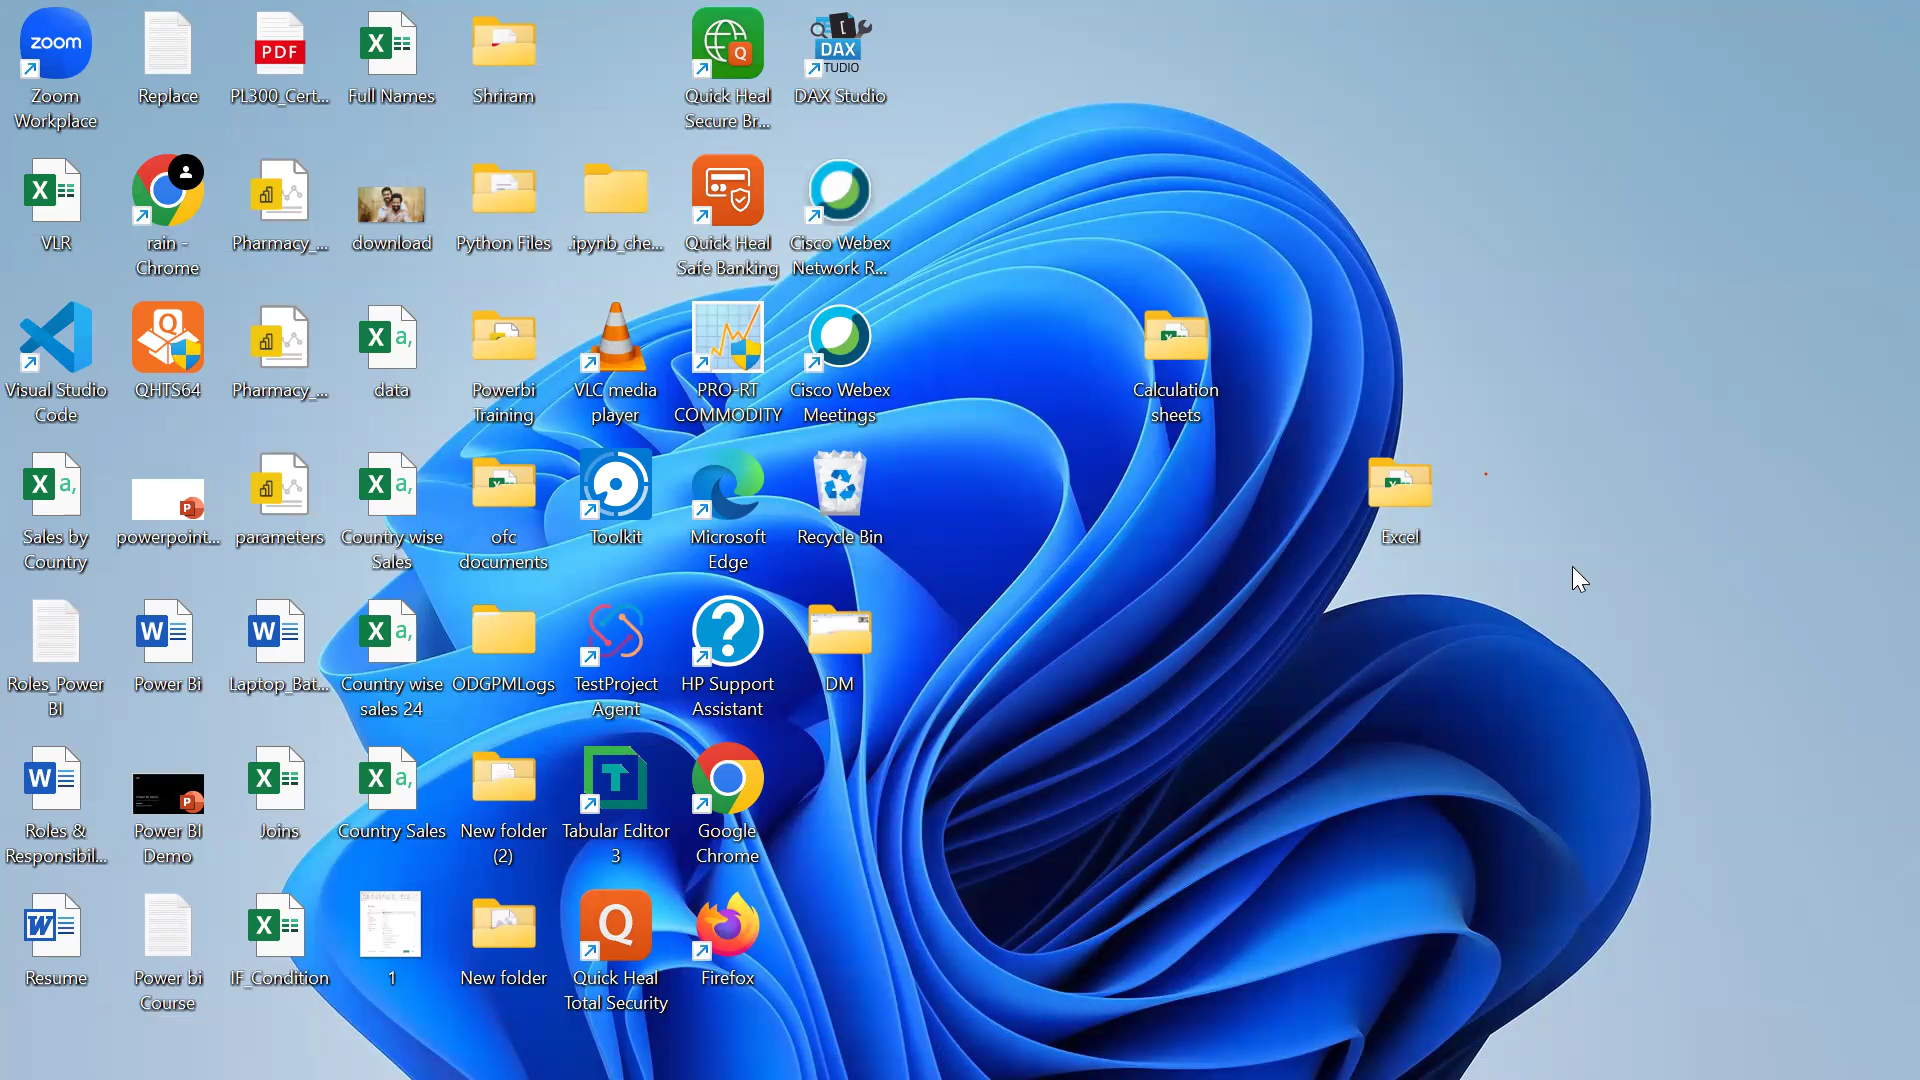 zoom
Zoom
Workplace
Replace
PDF
PL300_Cert...
Full Names
Shriram
Quick Heal
Secure Br...
DAX
TUDIO
DAX Studio
VLR
rain -
Chrome
Pharmacy_...
download
Python Files
.ipynb_che...
Quick Heal
Safe Banking
Cisco Webex
Network R...
Visual Studio
Code
QHTS64
Pharmacy_...
data
Powerbi
Training
VLC media
player
PRO-RT
COMMODITY
Cisco Webex
Meetings
Calculation
sheets
Sales by
Country
powerpoint...
parameters
Country wise
Sales
ofc
documents
Toolkit
Microsoft
Edge
Recycle Bin
Excel
Roles_Power
BI
Power Bi
Laptop_Bat...
Country wise
sales 24
ODGPMLogs
TestProject
Agent
HP Support
Assistant
DM
Roles &
Responsibil...
Power BI
Demo
Joins
Country Sales
New folder
(2)
Tabular Editor
3
Google
Chrome
Resume
Power bi
Course
IF_Condition
1
New folder
Quick Heal
Total Security
Firefox